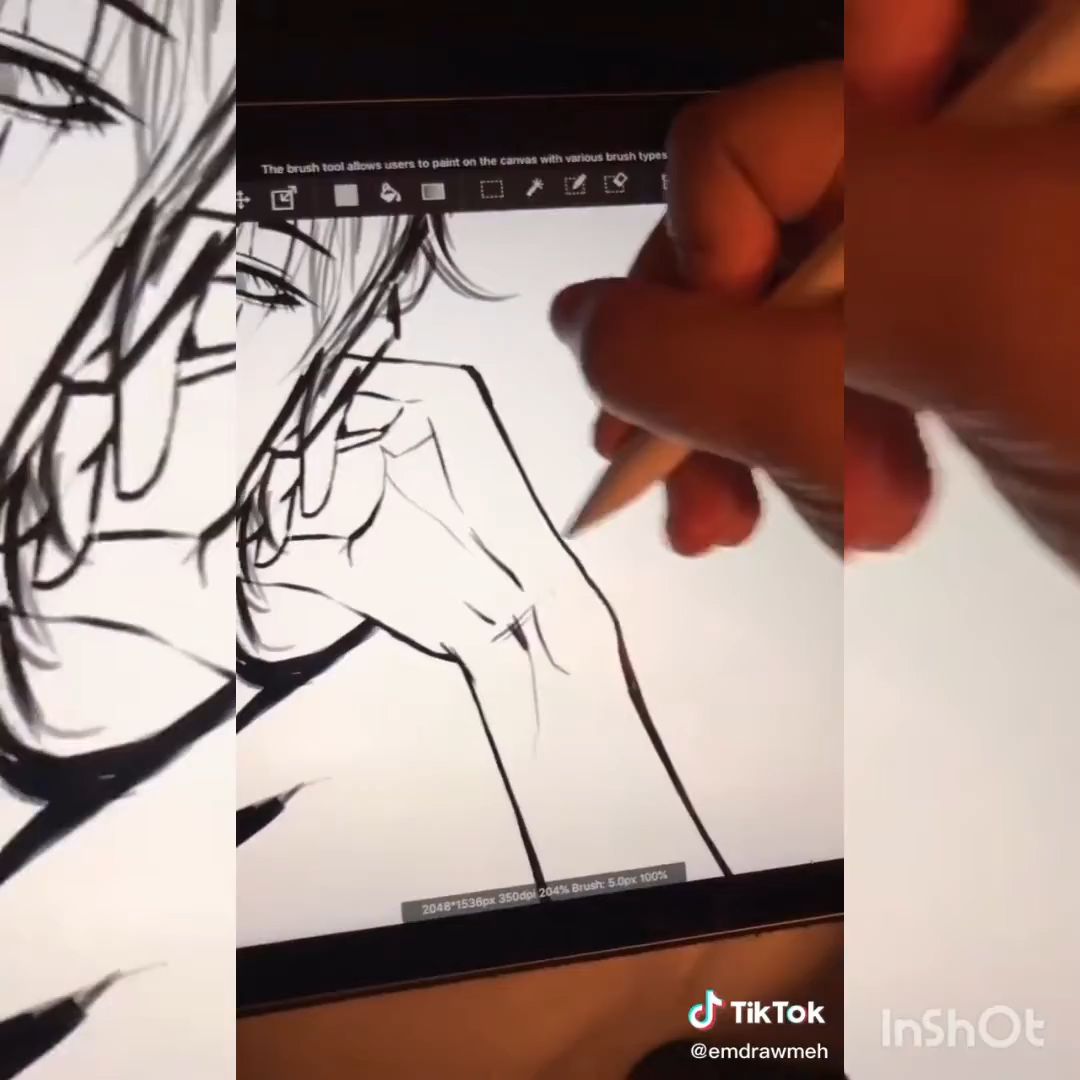 The brush tool allows users to paint on the canvas with various brush types
2048*1536px 350dpi 204% Brush: 5.0px 100%
TikTok
@emdrawmeh
InShOt